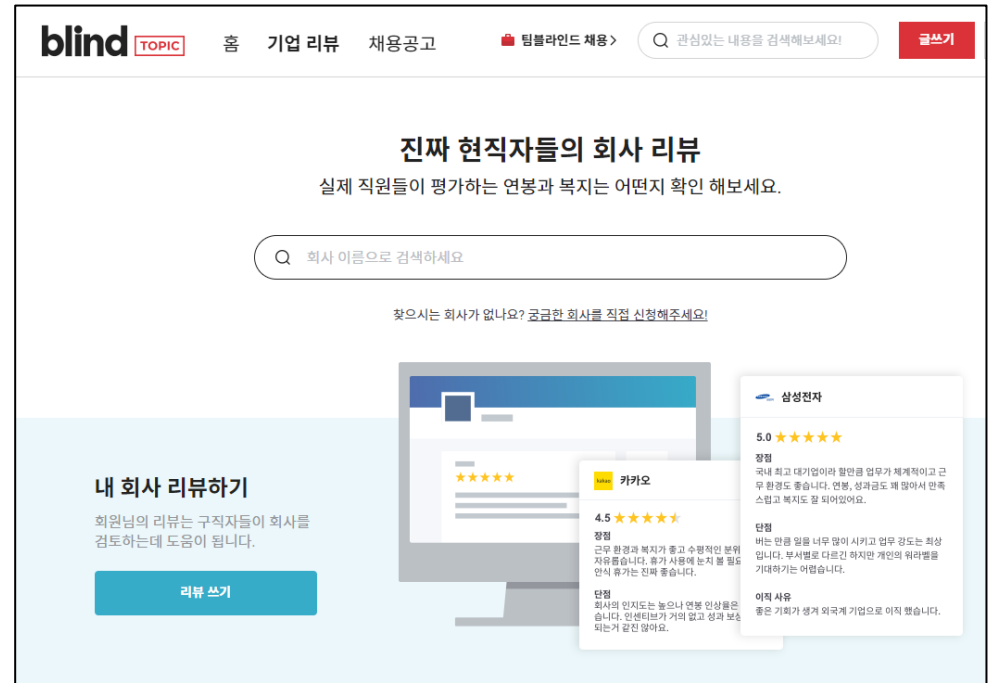 blind TOPIC 홈 기업 리뷰 채용공고 팀블라인드 채용> 관심있는 내용을 검색해보세요! 글쓰기
진짜 현직자들의 회사 리뷰
실제 직원들이 평가하는 연봉과 복지는 어떤지 확인 해보세요.
회사 이름으로 검색하세요
찾으시는 회사가 없나요? 궁금한 회사를 직접 신청해주세요!
내 회사 리뷰하기
회원님의 리뷰는 구직자들이 회사를
검토하는데 도움이 됩니다.
리뷰 쓰기
kakao 카카오
4.5 ★★★★★
장점
근무 환경과 복지가 좋고 수평적인 분위
자유롭습니다. 휴가 사용에 눈치 볼 필요
안식 휴가는 진짜 좋습니다.
단점
회사의 인지도는 높으나 연봉 인상율은
습니다. 인센티브가 거의 없고 성과 보상
되는거 같진 않아요.
삼성전자
5.0 ★★★★★
장점
국내 최고 대기업이라 할만큼 업무가 체계적이고 근
무 환경도 좋습니다. 연봉, 성과금도 꽤 많아서 만족
스럽고 복지도 잘 되어있어요.
단점
버는 만큼 일을 너무 많이 시키고 업무 강도는 최상
입니다. 부서별로 다르긴 하지만 개인의 워라벨을
기대하기는 어렵습니다.
이직 사유
좋은 기회가 생겨 외국계 기업으로 이직 했습니다.